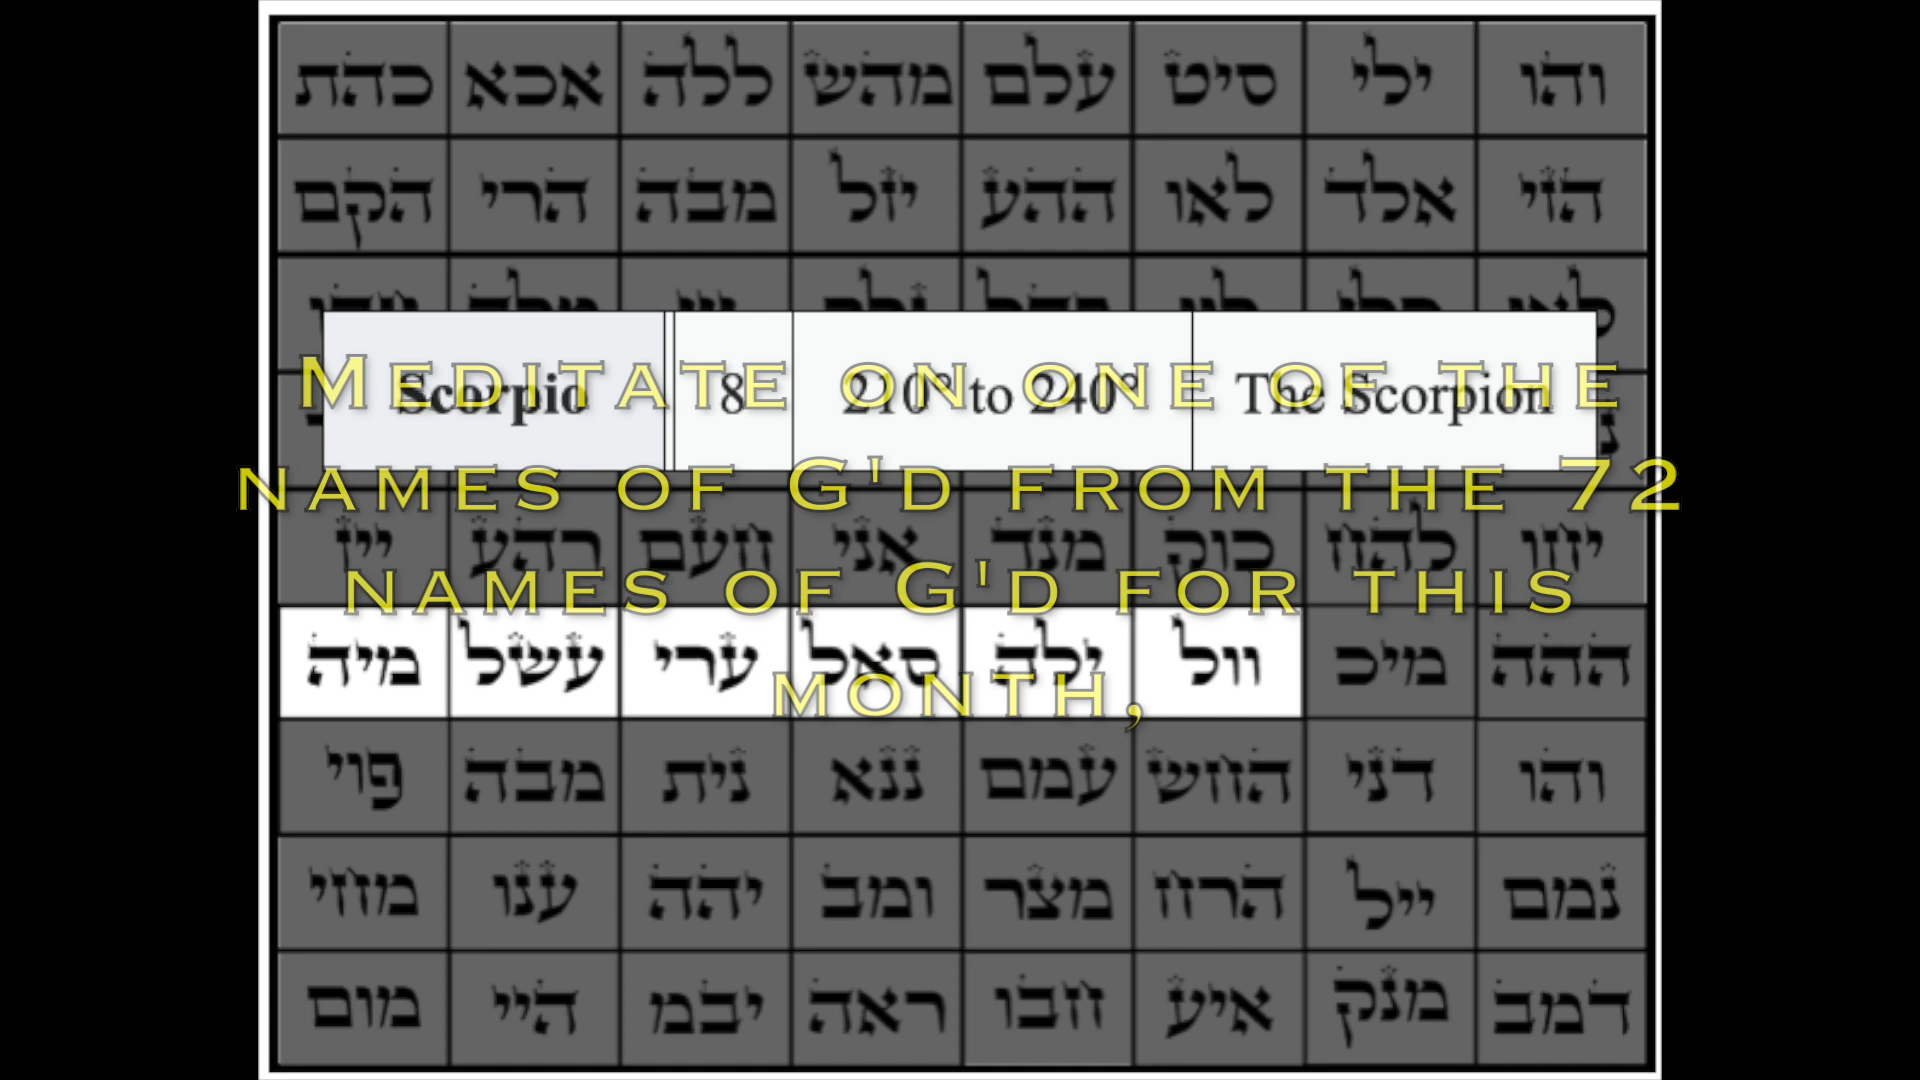 והו ילי סיט עלם מהש ללה אכא כהת
הזי אלד לאו ההע יזל מבה הרי הקם
Scorpio 8 210° to 240° The Scorpion
Meditate on one of the
names of G'd from the 72
names of G'd for this
month,
יחו להח כוק מנד אני חעם רהע ייז
ההה מיכ וול ילה סאל ערי עשל מיה
והו דני החש עמם ננא נית מבה פוי
נמם ייל הרח מצר ומב יהה ענו מחי
דמב מנק איע חבו ראה יבמ היי מום